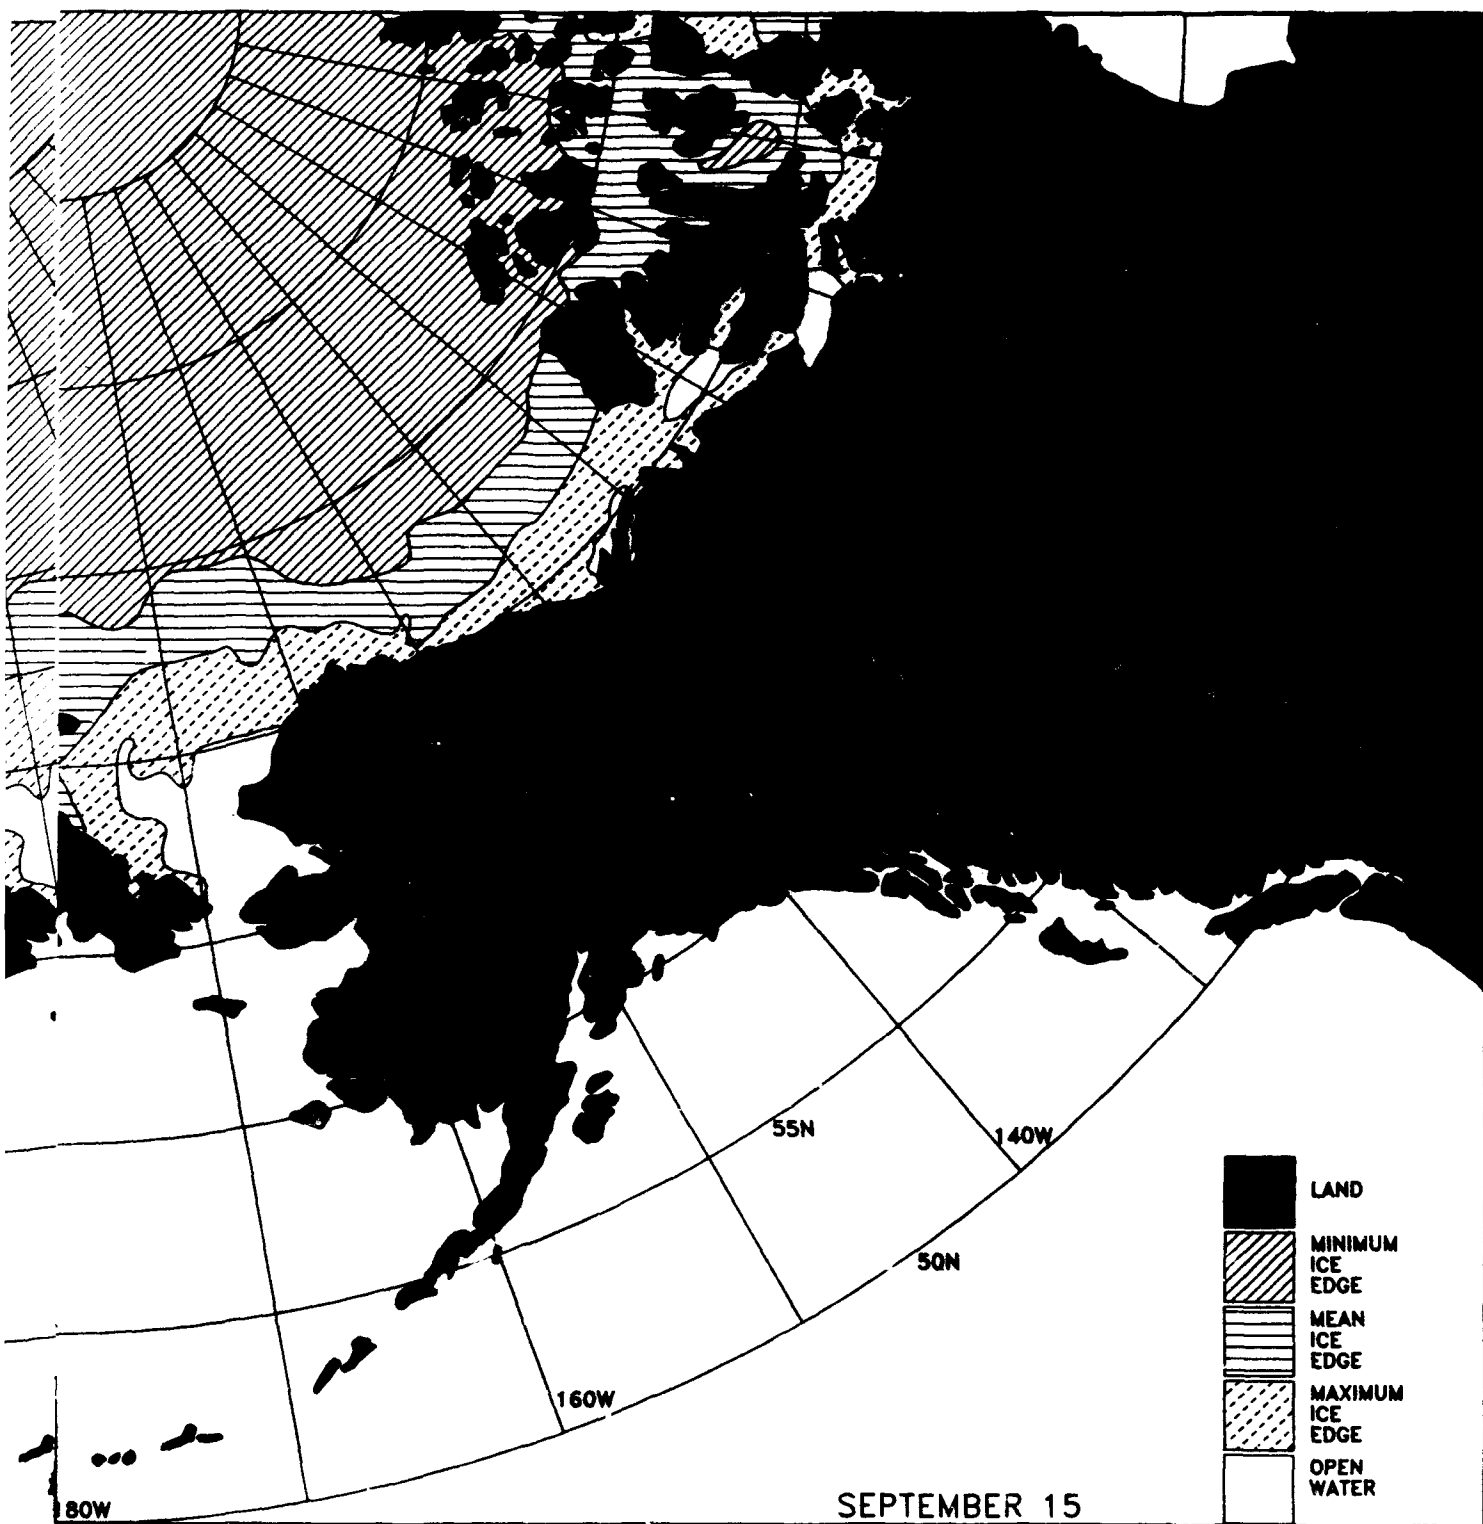 55N
140W
50N
160W
180W
SEPTEMBER 15
LAND
MINIMUM
ICE
EDGE
MEAN
ICE
EDGE
MAXIMUM
ICE
EDGE
OPEN
WATER